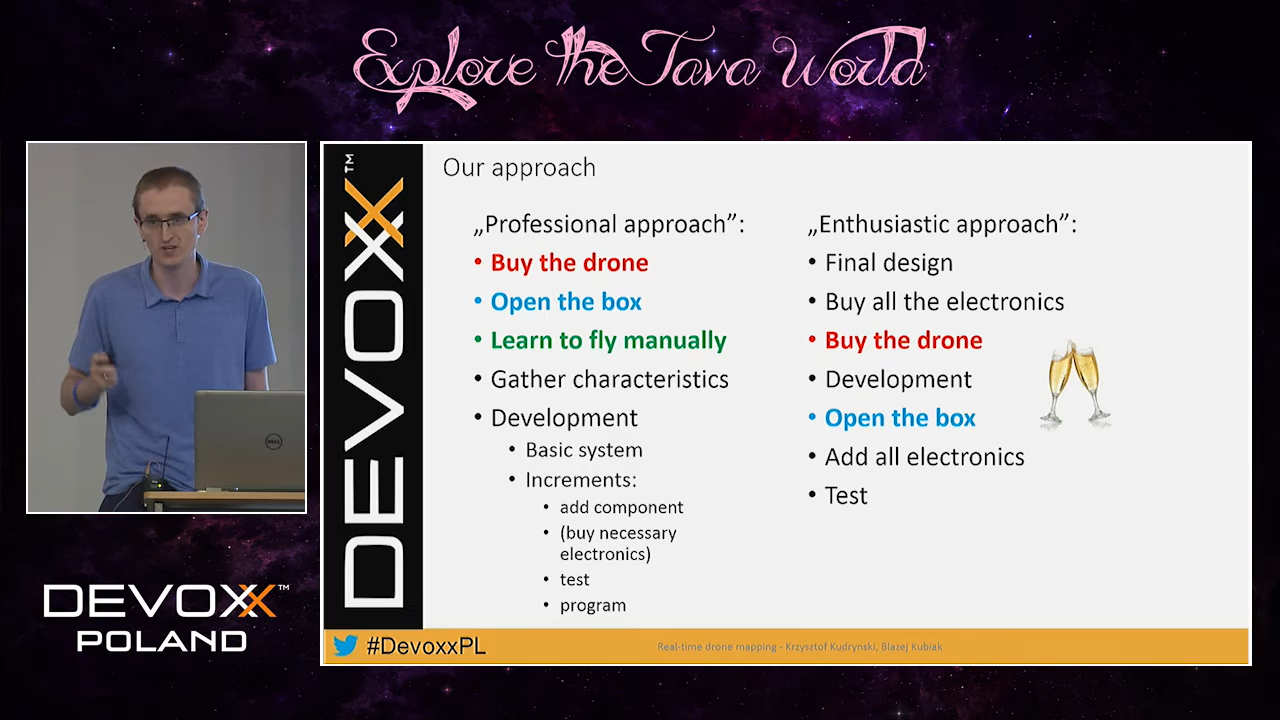 Explore the Java World
DEVOXX™
Our approach
„Professional approach”:
• Buy the drone
• Open the box
• Learn to fly manually
• Gather characteristics
• Development
• Basic system
• Increments:
• add component
• (buy necessary
electronics)
• test
• program
„Enthusiastic approach”:
• Final design
• Buy all the electronics
• Buy the drone
• Development
• Open the box
• Add all electronics
• Test
DELL
DEVOXX™
POLAND
#DevoxxPL
Real-time drone mapping - Krzysztof Kudrynski, Blazej Kubiak